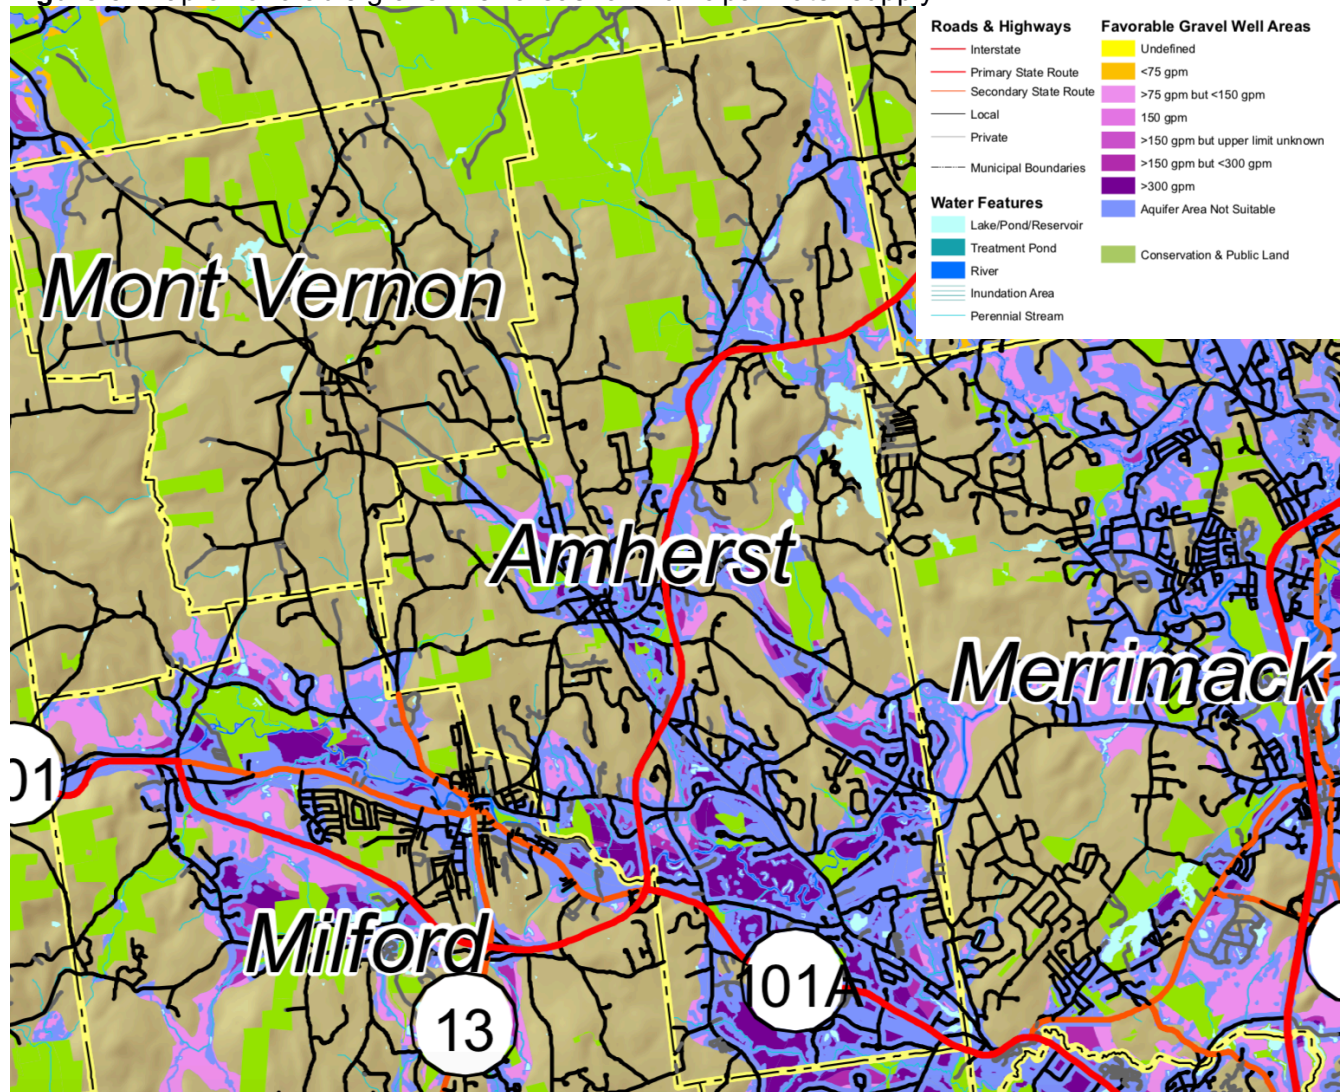 Roads & Highways
Interstate
Primary State Route
Secondary State Route
Local
Private
Municipal Boundaries
Water Features
Lake/Pond/Reservoir
Treatment Pond
River
Inundation Area
Perennial Stream
Favorable Gravel Well Areas
Undefined
<75 gpm
>75 gpm but <150 gpm
150 gpm
>150 gpm but upper limit unknown
>150 gpm but <300 gpm
>300 gpm
Aquifer Area Not Suitable
Conservation & Public Land
Mont Vernon
Amherst
Merrimack
01
Milford
101A
13